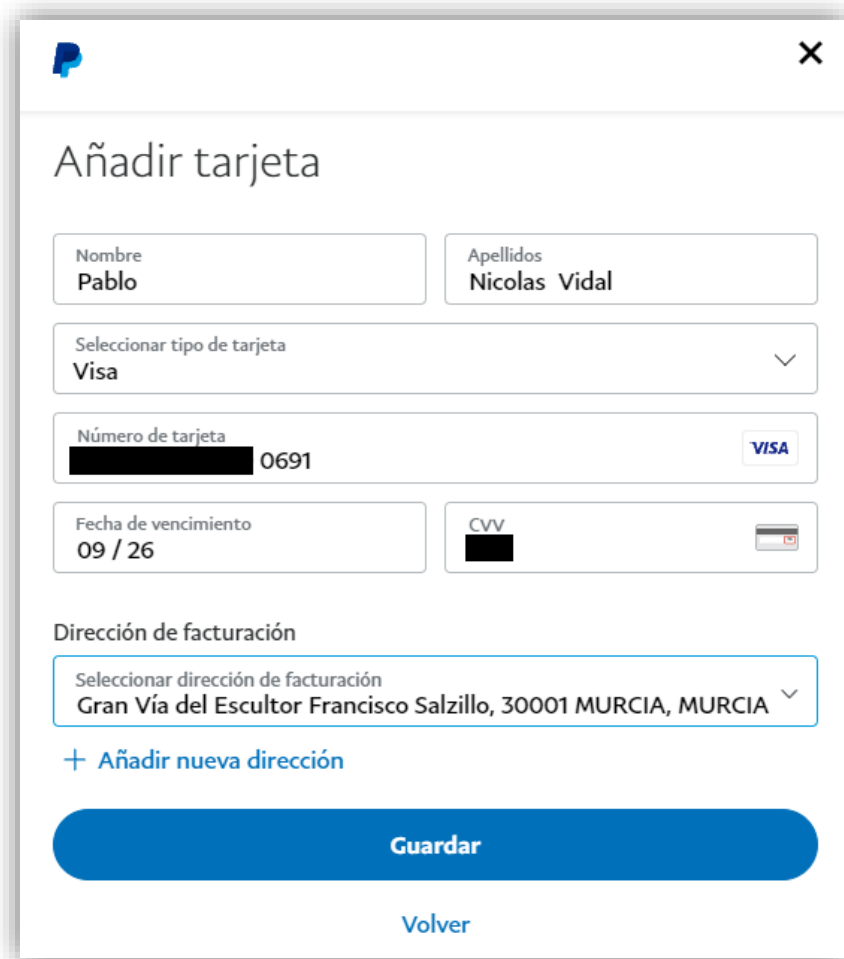 Añadir tarjeta
Nombre
Pablo
Apellidos
Nicolas Vidal
Seleccionar tipo de tarjeta
Visa
Número de tarjeta
0691
VISA
Fecha de vencimiento
09 / 26
CVV
Dirección de facturación
Seleccionar dirección de facturación
Gran Vía del Escultor Francisco Salzillo, 30001 MURCIA, MURCIA
+ Añadir nueva dirección
Guardar
Volver